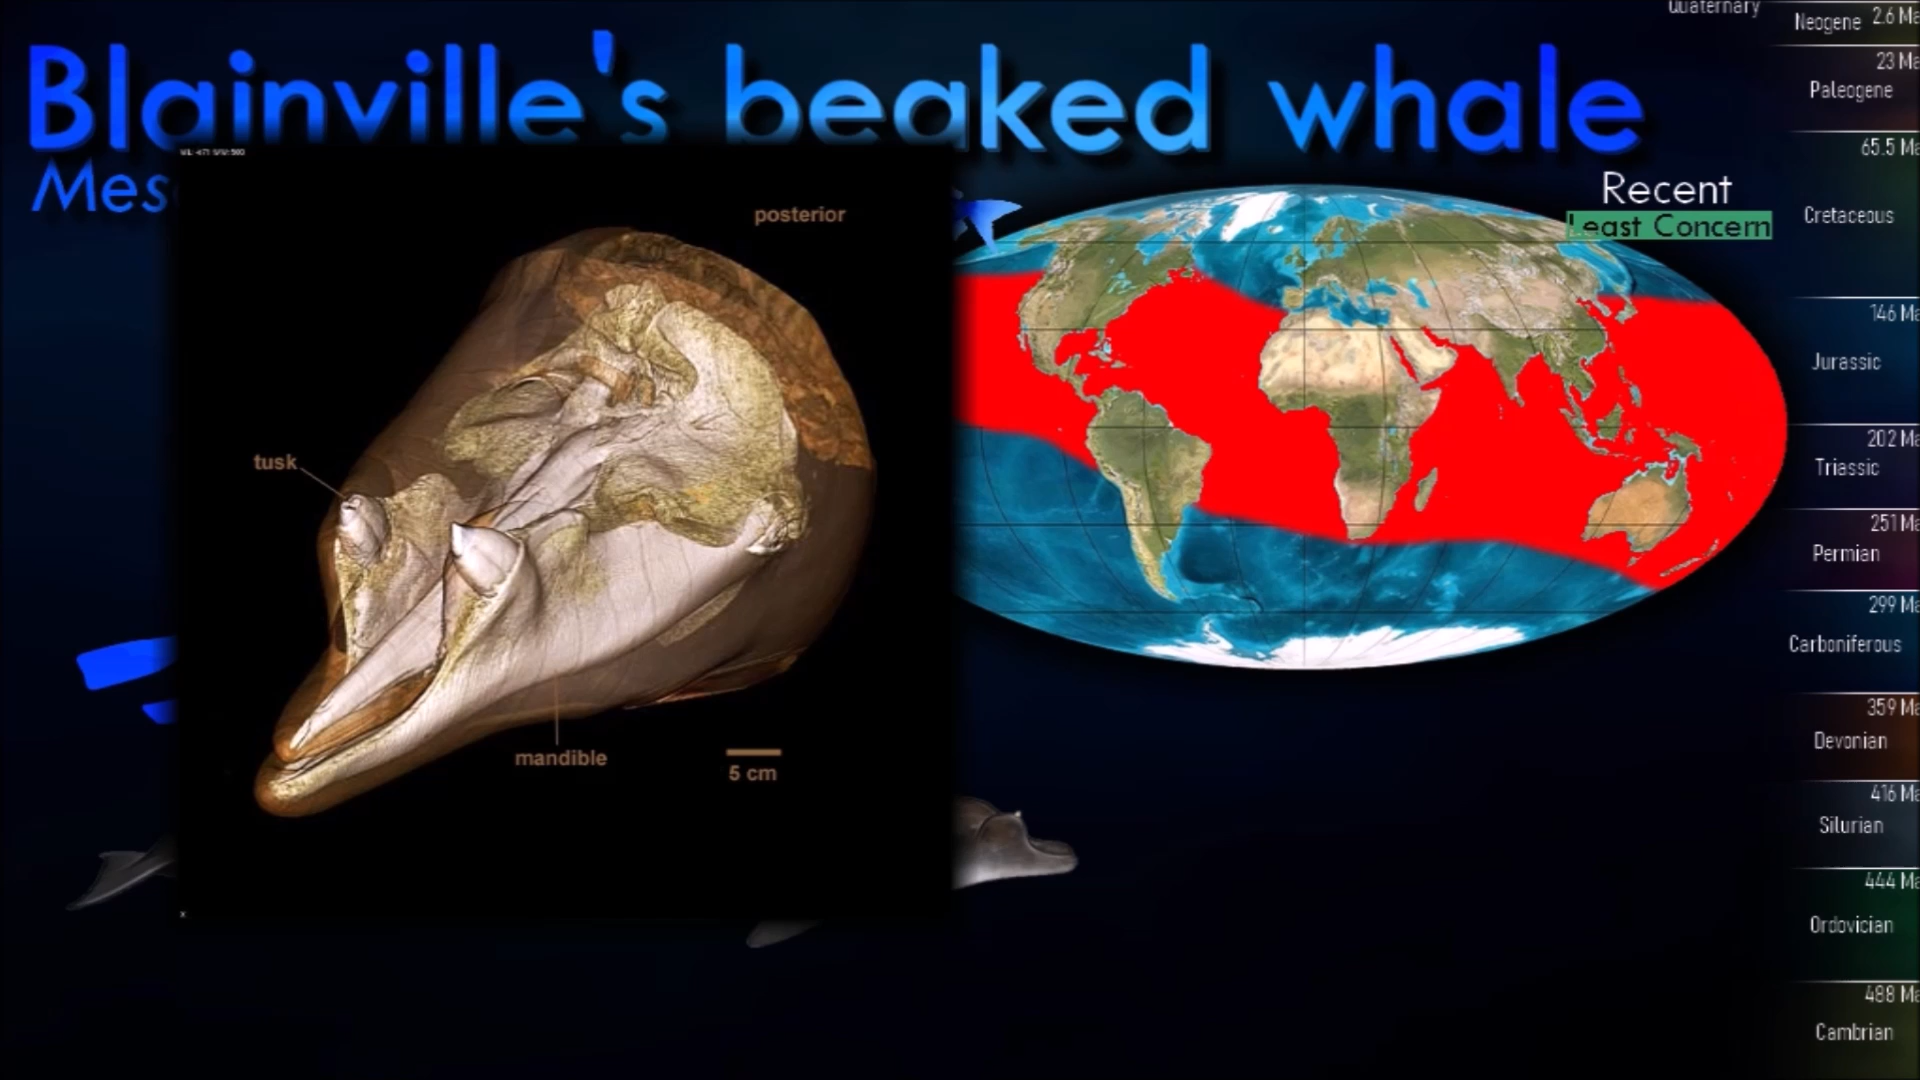 Blainville's beaked whale
Mes
posterior
tusk
mandible
5 cm
Recent
Least Concern
Quaternary
Neogene 2.6 Ma
23 Ma
Paleogene
65.5 Ma
Cretaceous
146 Ma
Jurassic
202 Ma
Triassic
251 Ma
Permian
299 Ma
Carboniferous
359 Ma
Devonian
416 Ma
Silurian
444 Ma
Ordovician
488 Ma
Cambrian